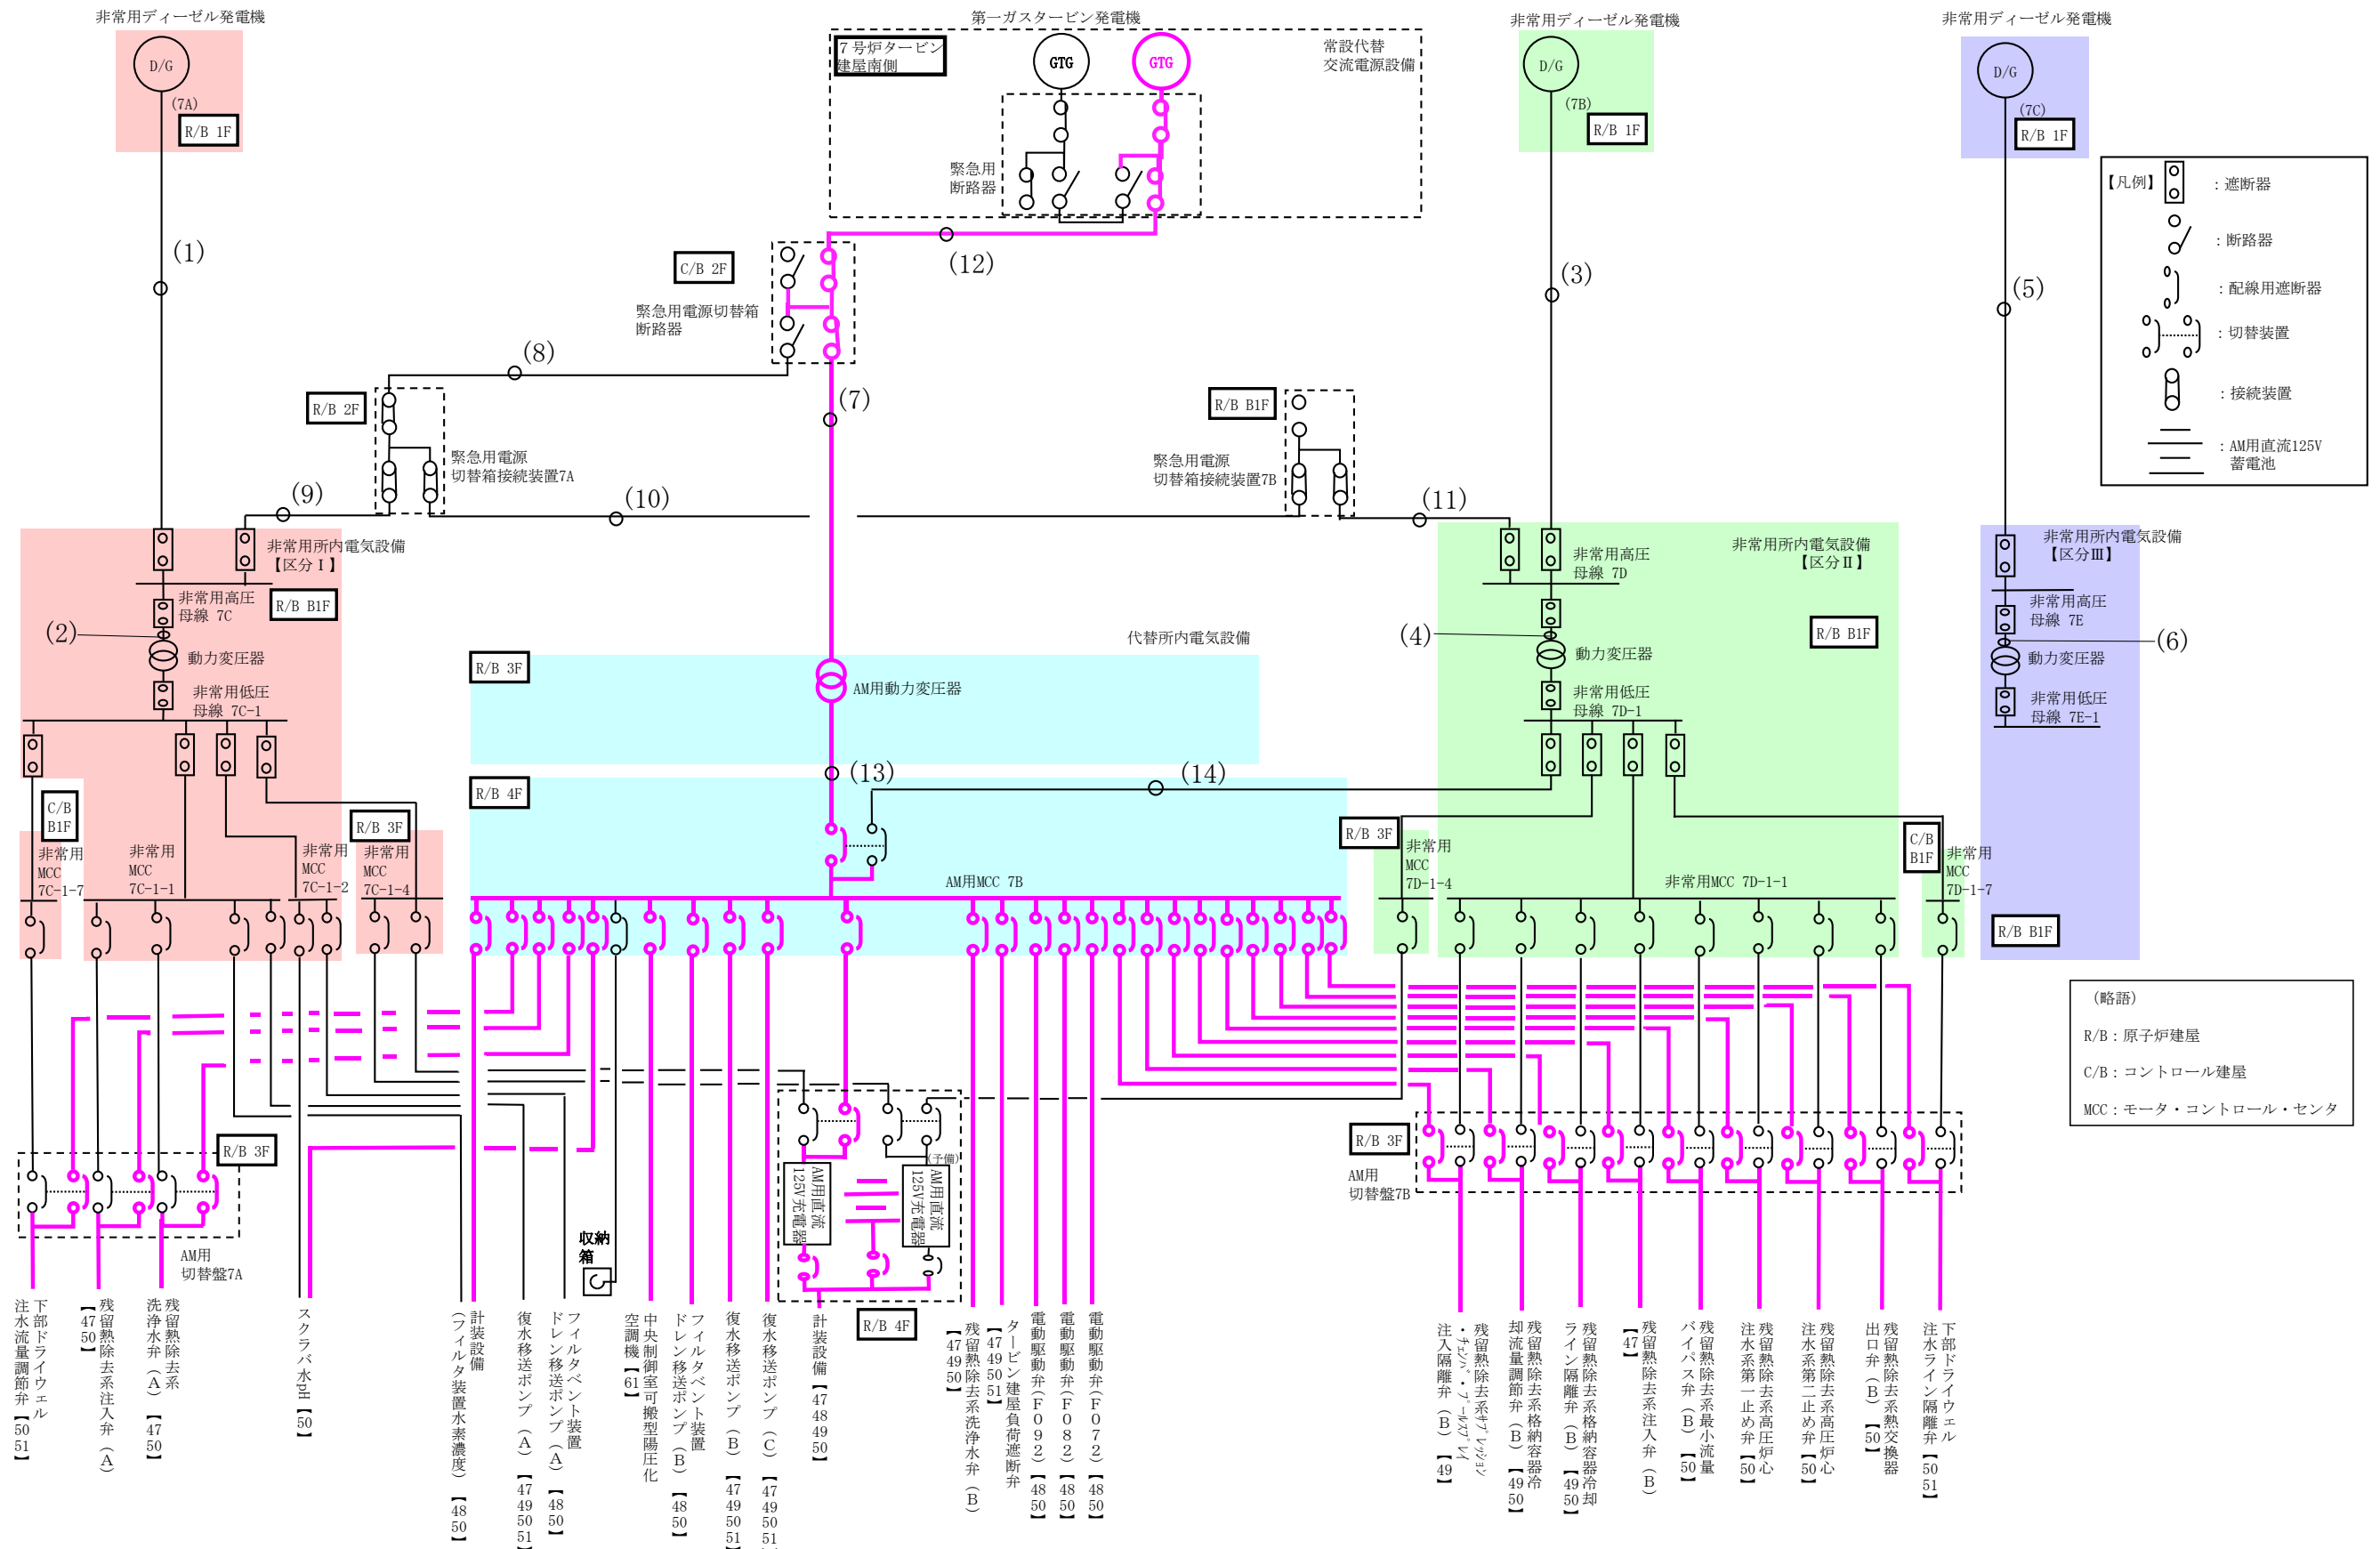 非常用ディーゼル発電機
D/G
(7A)
R/B 1F
(1)
第一ガスタービン発電機
7号炉タービン
建屋南側
GTG
GTG
常設代替
交流電源設備
緊急用
断路器
(12)
C/B 2F
緊急用電源切替箱
断路器
非常用ディーゼル発電機
D/G
(7B)
R/B 1F
(3)
非常用ディーゼル発電機
D/G
(7C)
R/B 1F
(5)
【凡例】
:遮断器
:断路器
:配線用遮断器
:切替装置
:接続装置
:AM用直流125V
蓄電池
(8)
(7)
R/B 2F
緊急用電源
切替箱接続装置7A
(9)
(10)
R/B B1F
緊急用電源
切替箱接続装置7B
(11)
非常用所内電気設備
【区分Ⅰ】
非常用高圧
母線 7C
R/B B1F
(2)
動力変圧器
非常用低圧
母線 7C-1
C/B
B1F
非常用
MCC
7C-1-7
非常用
MCC
7C-1-1
非常用
MCC
7C-1-2
R/B 3F
非常用
MCC
7C-1-4
代替所内電気設備
R/B 3F
AM用動力変圧器
(13)
(14)
R/B 4F
AM用MCC 7B
非常用高圧
母線 7D
非常用所内電気設備
【区分Ⅱ】
(4)
R/B B1F
動力変圧器
非常用低圧
母線 7D-1
R/B 3F
非常用
MCC
7D-1-4
非常用MCC 7D-1-1
C/B
B1F
非常用
MCC
7D-1-7
非常用所内電気設備
【区分Ⅲ】
非常用高圧
母線 7E
(6)
動力変圧器
非常用低圧
母線 7E-1
R/B B1F
(略語)
R/B:原子炉建屋
C/B:コントロール建屋
MCC:モータ・コントロール・センタ
R/B 3F
AM用
切替盤7A
収納
箱
(予備)
AM用直流
125V充電器
AM用直流
125V充電器
R/B 4F
R/B 3F
AM用
切替盤7B
下部ドライウェル
注水流量調節弁【50 51】
残留熱除去系注入弁(A)
【47 50】
残留熱除去系
洗浄水弁(A)【47 50】
スクラバ水pH【50】
計装設備
(フィルタ装置水素濃度)【48 50】
復水移送ポンプ(A)【47 49 50 51】
フィルタベント装置
ドレン移送ポンプ(A)【48 50】
中央制御室可搬型陽圧化
空調機【61】
フィルタベント装置
ドレン移送ポンプ(B)【48 50】
復水移送ポンプ(B)【47 49 50 51】
復水移送ポンプ(C)【47 49 50 51
計装設備【47 48 49 50】
残留熱除去系洗浄水弁(B)
【47 49 50】
タービン建屋負荷遮断弁
【47 49 50 51】
電動駆動弁(F092)【48 50】
電動駆動弁(F082)【48 50】
電動駆動弁(F072)【48 50】
残留熱除去系サプレッション
・チェンバ・プールスプレイ
注入隔離弁(B)【49】
残留熱除去系格納容器冷
却流量調節弁(B)【49 50】
残留熱除去系格納容器冷却
ライン隔離弁(B)【49 50】
残留熱除去系注入弁(B)
【47】
残留熱除去系最小流量
バイパス弁(B)【50】
残留熱除去系高圧炉心
注水系第一止め弁【50】
残留熱除去系高圧炉心
注水系第二止め弁【50】
残留熱除去系熱交換器
出口弁(B)【50】
下部ドライウェル
注水ライン隔離弁【50 51】